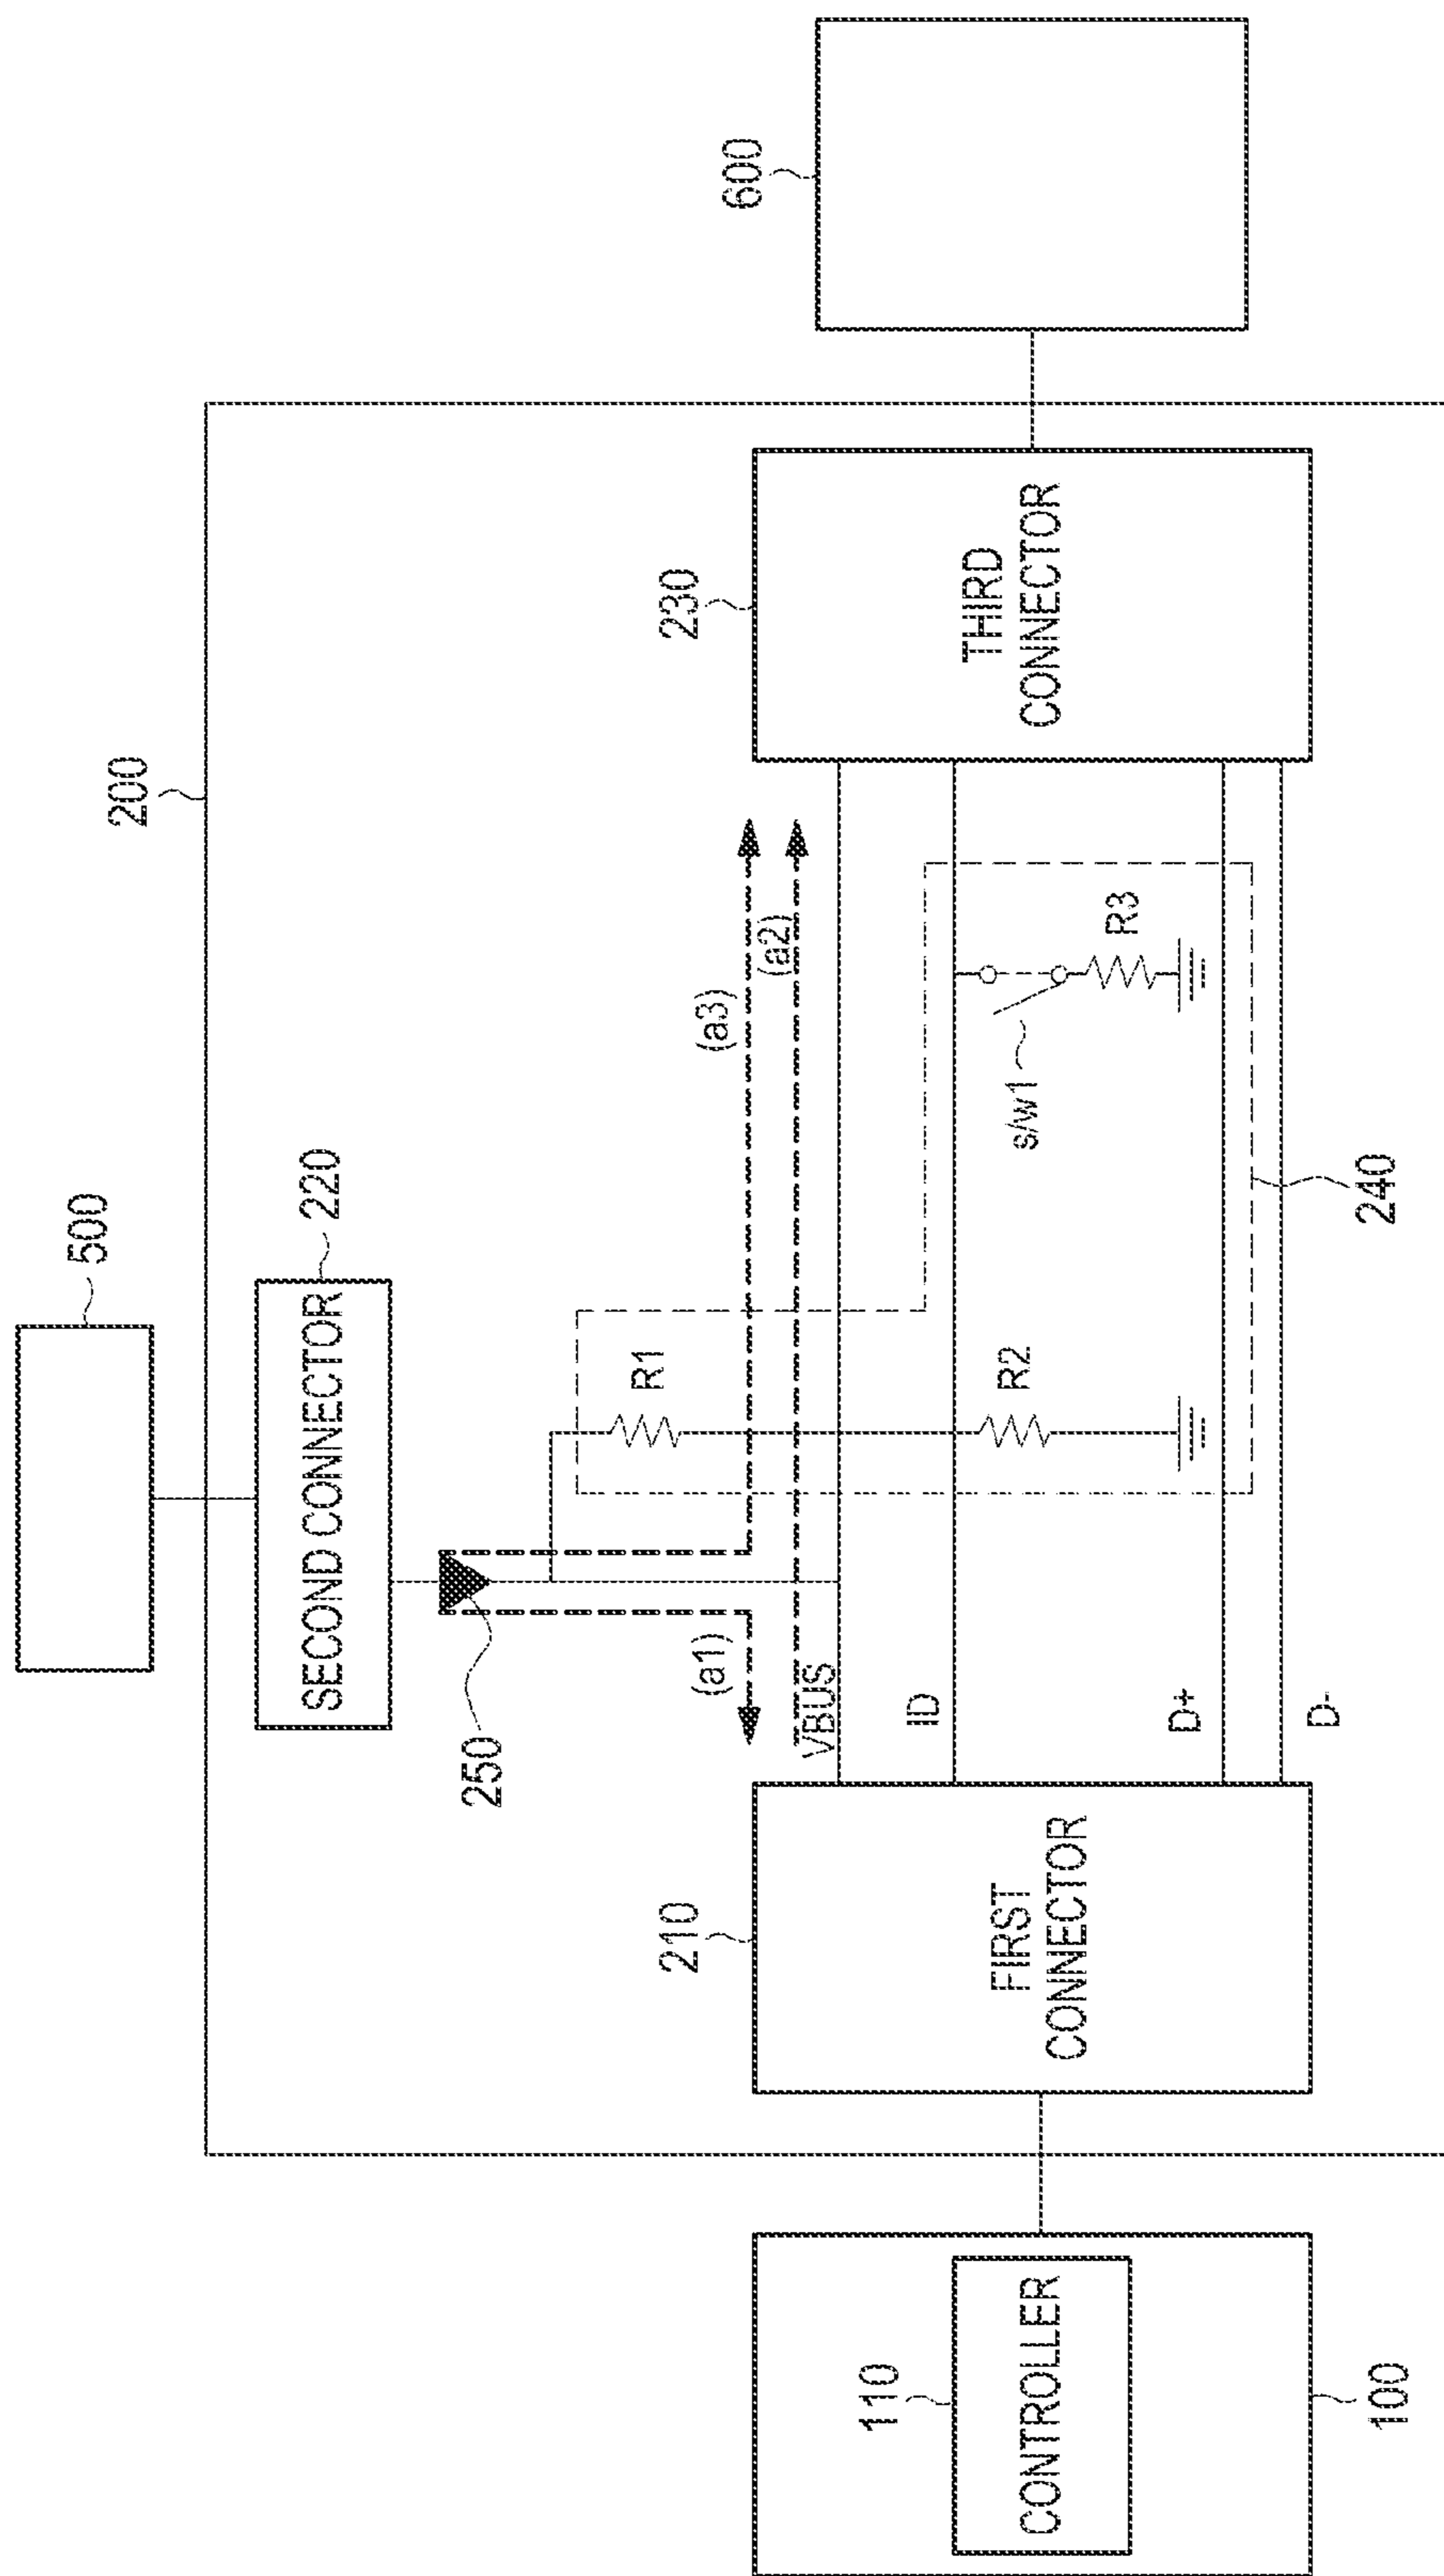 500
200
600
SECOND CONNECTOR
220
250
R1
(a1)
(a3)
(a2)
210
230
VBUS
ID
D+
D-
R2
s/w1
R3
240
FIRST
CONNECTOR
THIRD
CONNECTOR
110
CONTROLLER
100